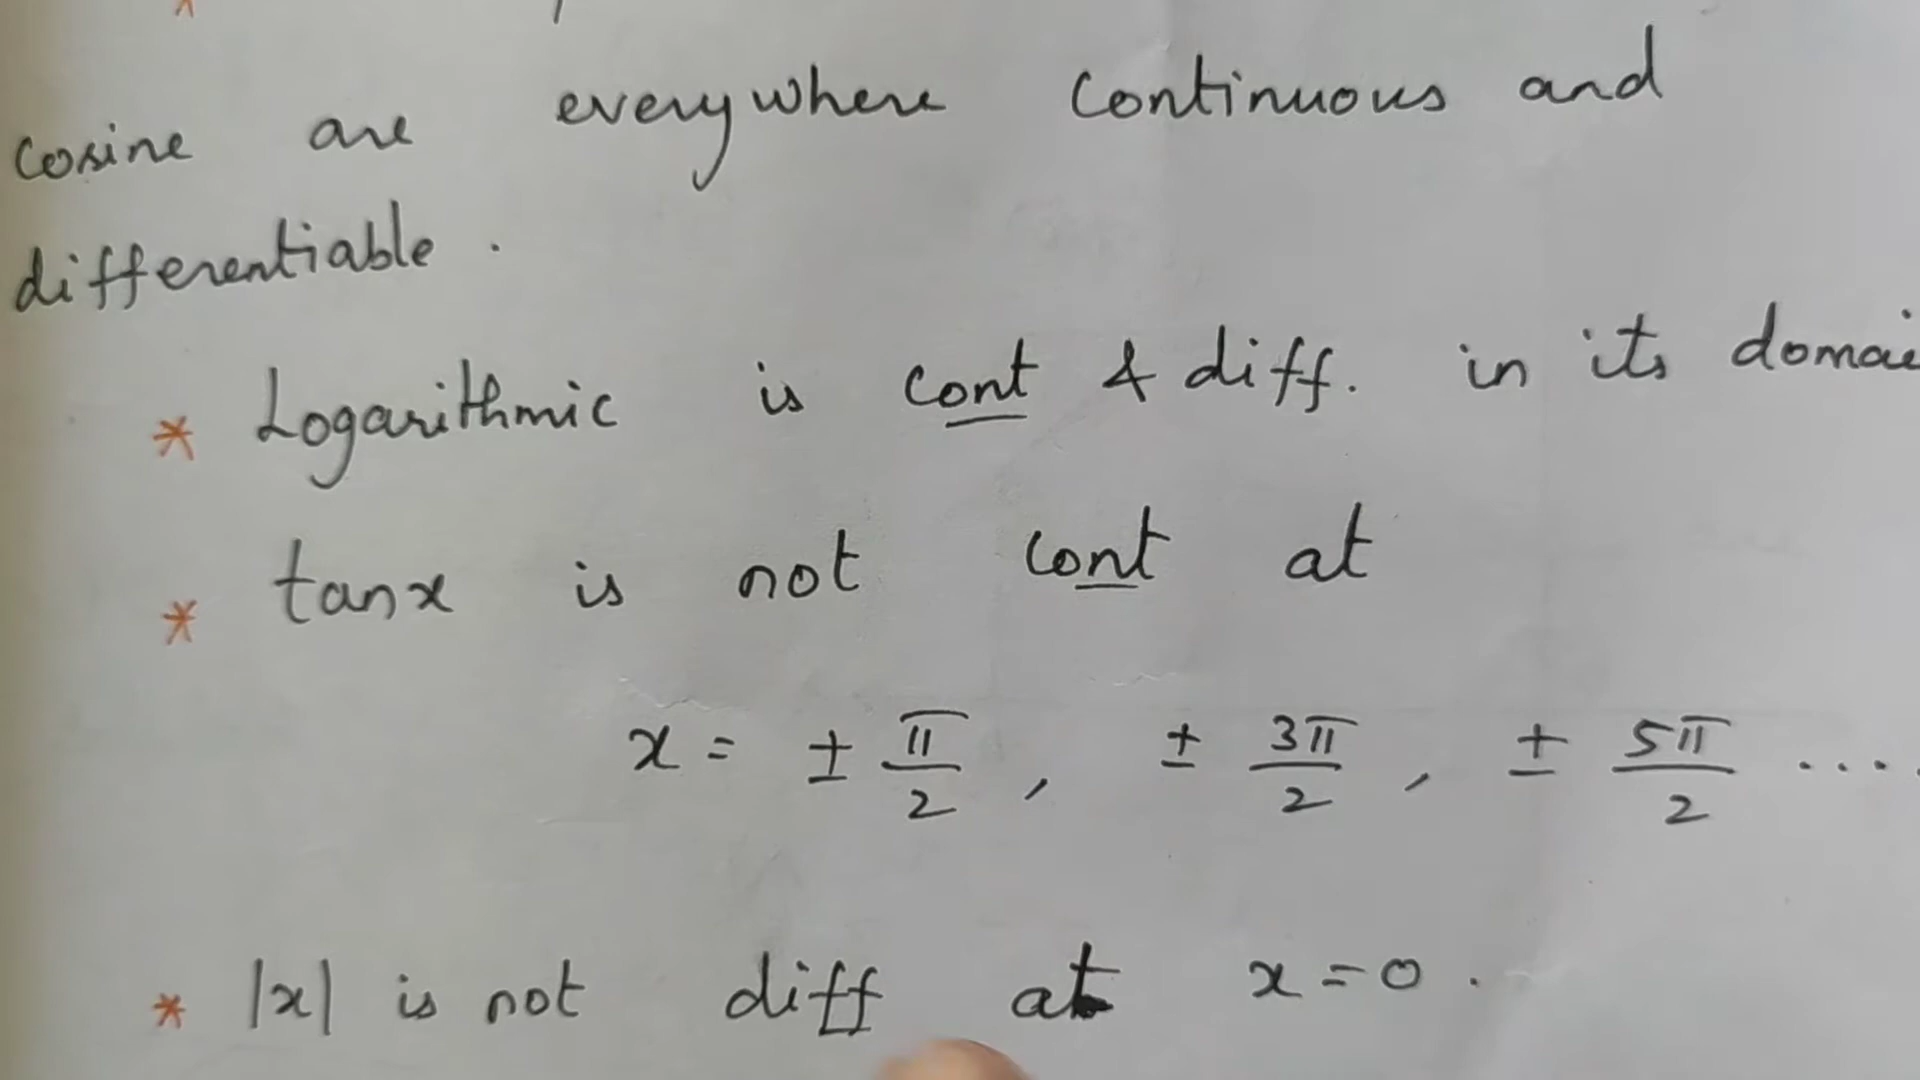 cosine are everywhere continuous and
differentiable.
* Logarithmic is cont & diff. in its domai
* tanx is not cont at
x = ± π/2, ± 3π/2, ± 5π/2 ....
* |x| is not diff at x=0.